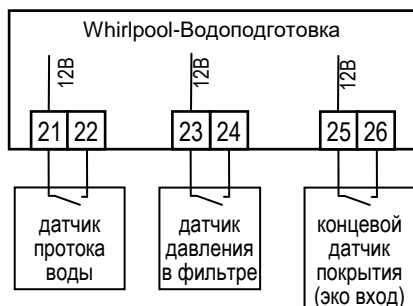 Whirlpool-Водоподготовка
12В 12В 12В
21 22 23 24 25 26
датчик протока воды
датчик давления в фильтре
концевой датчик покрытия (эко вход)